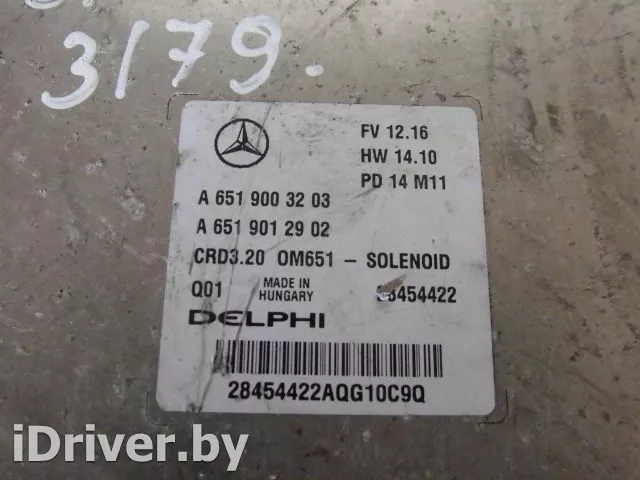 3179.
FV 12.16
HW 14.10
PD 14 M11
A 651 900 32 03
A 651 901 29 02
CRD3.20 OM651 - SOLENOID
Q01 MADE IN HUNGARY 28454422
DELPHI
28454422AQG10C9Q
iDriver.by